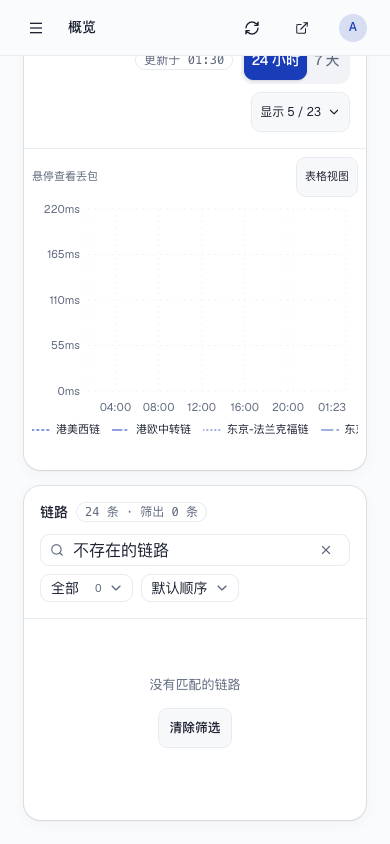 概览
A
更新于 01:30
24 小时
7 天
显示 5 / 23
悬停查看丢包
表格视图
220ms
165ms
110ms
55ms
0ms
04:00 08:00 12:00 16:00 20:00 01:23
港美西链 港欧中转链 东京-法兰克福链 东
链路 24 条 · 筛出 0 条
不存在的链路
全部 0 默认顺序
没有匹配的链路
清除筛选